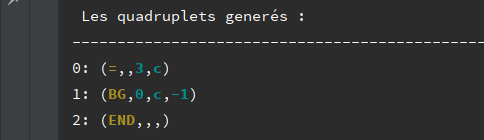 Les quadruplets generés :
------------------------------------------------
0: (=,,3,c)
1: (BG,0,c,-1)
2: (END,,,)